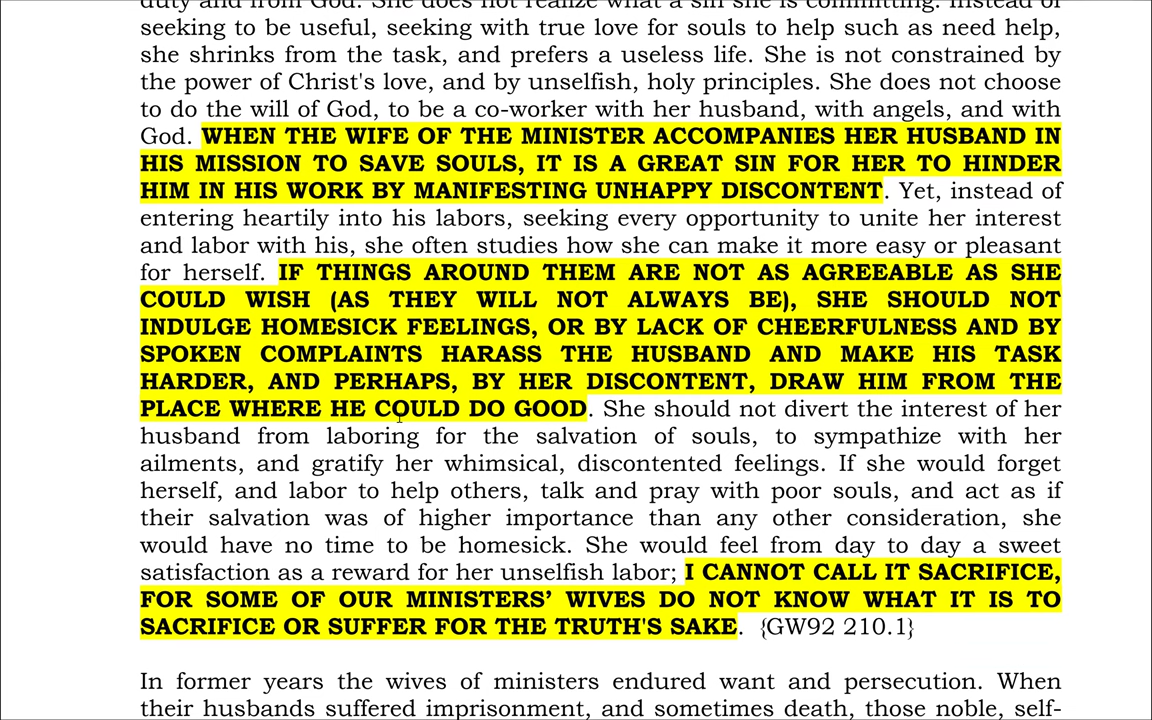 duty and from God. She does not realize what a sin she is committing. Instead of
seeking to be useful, seeking with true love for souls to help such as need help,
she shrinks from the task, and prefers a useless life. She is not constrained by
the power of Christ's love, and by unselfish, holy principles. She does not choose
to do the will of God, to be a co-worker with her husband, with angels, and with
God. WHEN THE WIFE OF THE MINISTER ACCOMPANIES HER HUSBAND IN
HIS MISSION TO SAVE SOULS, IT IS A GREAT SIN FOR HER TO HINDER
HIM IN HIS WORK BY MANIFESTING UNHAPPY DISCONTENT. Yet, instead of
entering heartily into his labors, seeking every opportunity to unite her interest
and labor with his, she often studies how she can make it more easy or pleasant
for herself. IF THINGS AROUND THEM ARE NOT AS AGREEABLE AS SHE
COULD WISH (AS THEY WILL NOT ALWAYS BE), SHE SHOULD NOT
INDULGE HOMESICK FEELINGS, OR BY LACK OF CHEERFULNESS AND BY
SPOKEN COMPLAINTS HARASS THE HUSBAND AND MAKE HIS TASK
HARDER, AND PERHAPS, BY HER DISCONTENT, DRAW HIM FROM THE
PLACE WHERE HE COULD DO GOOD. She should not divert the interest of her
husband from laboring for the salvation of souls, to sympathize with her
ailments, and gratify her whimsical, discontented feelings. If she would forget
herself, and labor to help others, talk and pray with poor souls, and act as if
their salvation was of higher importance than any other consideration, she
would have no time to be homesick. She would feel from day to day a sweet
satisfaction as a reward for her unselfish labor; I CANNOT CALL IT SACRIFICE,
FOR SOME OF OUR MINISTERS’ WIVES DO NOT KNOW WHAT IT IS TO
SACRIFICE OR SUFFER FOR THE TRUTH'S SAKE. {GW92 210.1}
In former years the wives of ministers endured want and persecution. When
their husbands suffered imprisonment, and sometimes death, those noble, self-